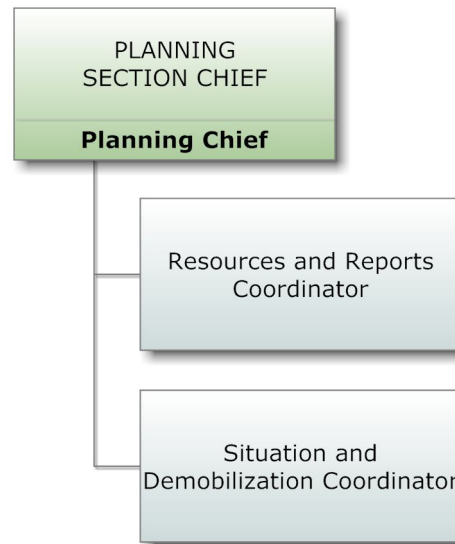 PLANNING
SECTION CHIEF
Planning Chief
Resources and Reports
Coordinator
Situation and
Demobilization Coordinator